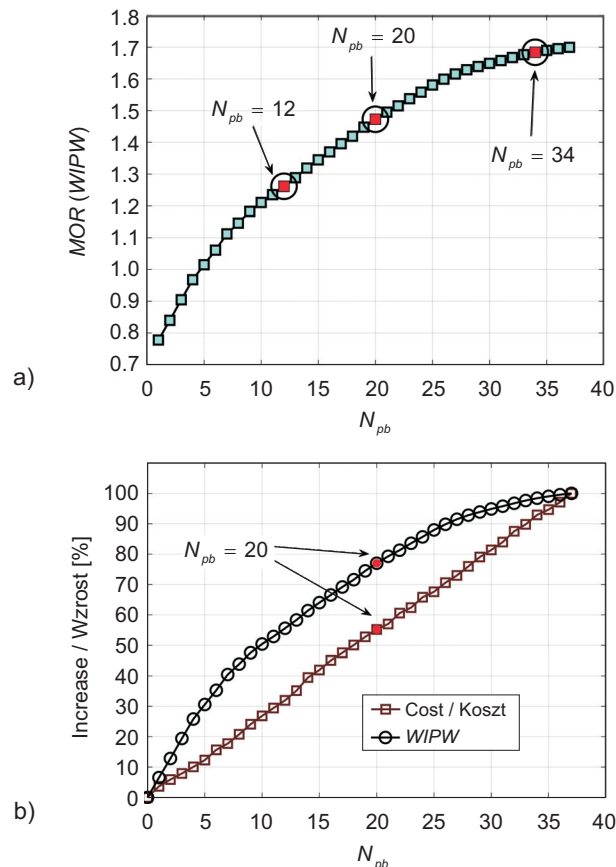 N_pb = 20
N_pb = 12
N_pb = 34
MOR (WIPW)
1.8
1.7
1.6
1.5
1.4
1.3
1.2
1.1
1.0
0.9
0.8
0.7
0 5 10 15 20 25 30 35 40
N_pb
a)
Increase / Wzrost [%]
110
100
90
80
70
60
50
40
30
20
10
0
N_pb = 20
Cost / Koszt
WIPW
0 5 10 15 20 25 30 35 40
N_pb
b)